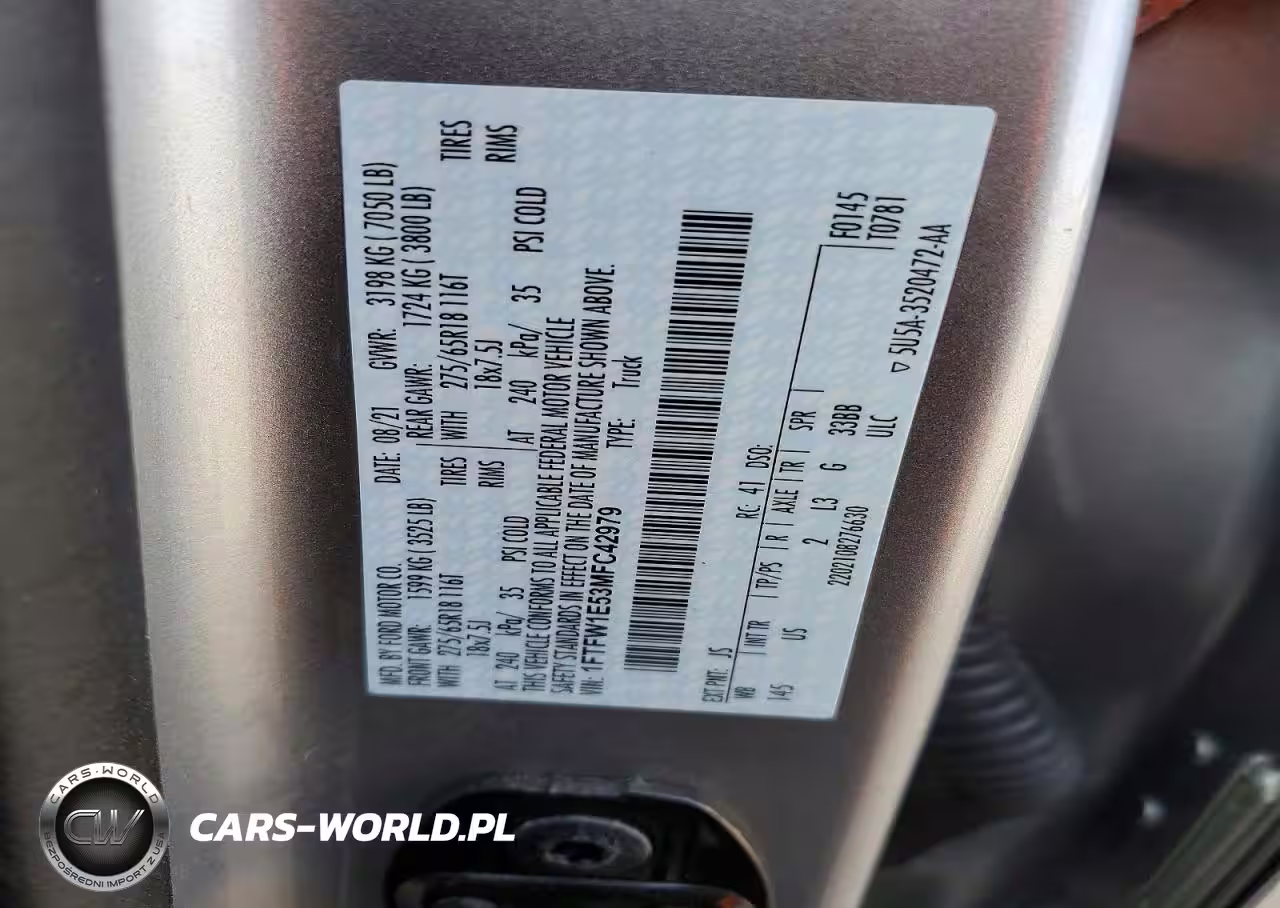 MFD. BY FORD MOTOR CO.
DATE: 08/21 GVWR: 3198 KG ( 7050 LB)
FRONT GAWR: 1599 KG (3525 LB) REAR GAWR: 1724 KG ( 3800 LB)
WITH 275/65R18 116T TIRES WITH 275/65R18 116T TIRES
18x7.5J RIMS 18x7.5J RIMS
AT 240 kPa/ 35 PSI COLD AT 240 kPa/ 35 PSI COLD
THIS VEHICLE CONFORMS TO ALL APPLICABLE FEDERAL MOTOR VEHICLE
SAFETY STANDARDS IN EFFECT ON THE DATE OF MANUFACTURE SHOWN ABOVE.
VIN: 1FTFW1E53MFC42979 TYPE: Truck
EXT PNT: JS RC: 41 DSO: F0145
WB INT TR TP/PS R AXLE TR SPR T0781
145 US 2 L3 G 33BB
2202108276630 ULC
5U5A-3520472-AA
CARS-WORLD
CW
BEZPOŚREDNI IMPORT Z USA
CARS-WORLD.PL